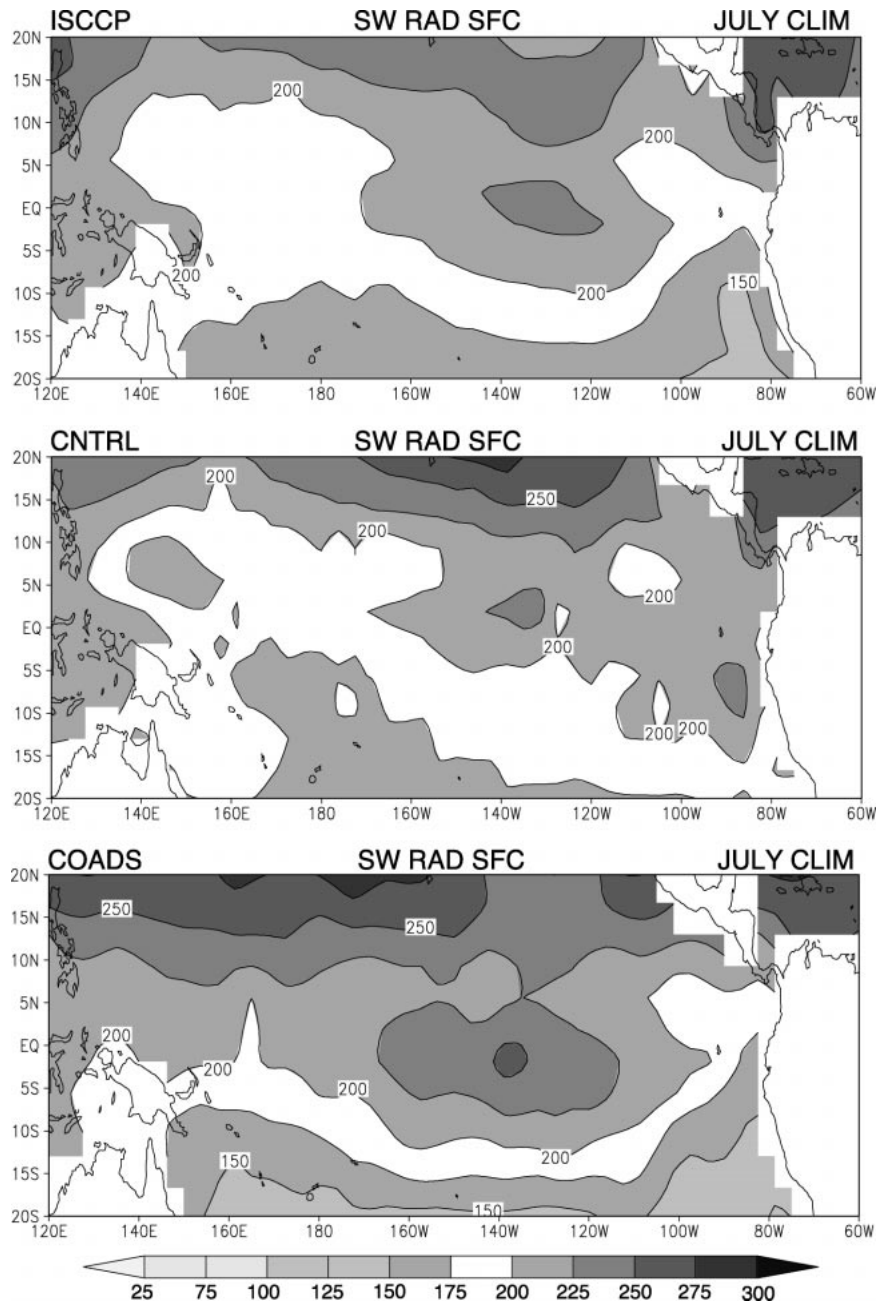 ISCCP SW RAD SFC JULY CLIM
20N
15N
10N
5N
EQ
5S
10S
15S
20S
200
200
200
200
150
120E 140E 160E 180 160W 140W 120W 100W 80W 60W
CNTRL SW RAD SFC JULY CLIM
20N
15N
10N
5N
EQ
5S
10S
15S
20S
200
250
200
200
200
200
200
120E 140E 160E 180 160W 140W 120W 100W 80W 60W
COADS SW RAD SFC JULY CLIM
20N
15N
10N
5N
EQ
5S
10S
15S
20S
250
250
200
200
200
200
150
150
120E 140E 160E 180 160W 140W 120W 100W 80W 60W
25 75 100 125 150 175 200 225 250 275 300